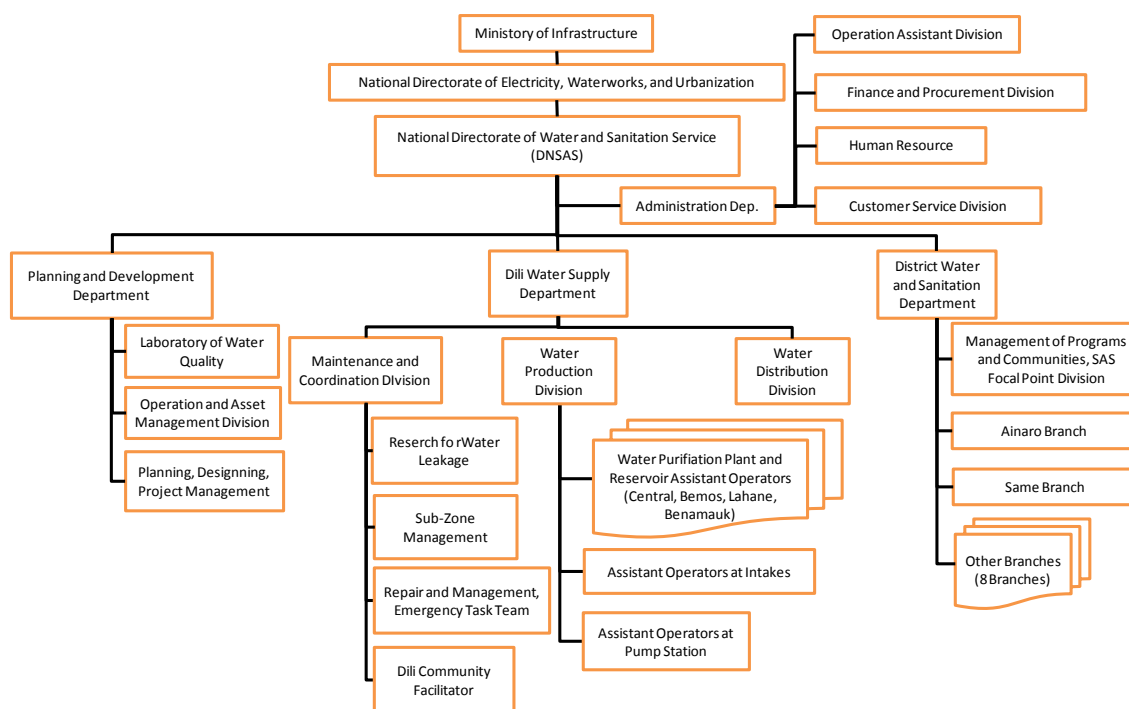 Ministory of Infrastructure
National Directorate of Electricity, Waterworks, and Urbanization
National Directorate of Water and Sanitation Service
(DNSAS)
Administration Dep.
Operation Assistant Division
Finance and Procurement Division
Human Resource
Customer Service Division
Planning and Development
Department
Laboratory of Water
Quality
Operation and Asset
Management Division
Planning, Designning,
Project Management
Dili Water Supply
Department
Maintenance and
Coordination DIvision
Reserch fo rWater
Leakage
Sub-Zone
Management
Repair and Management,
Emergency Task Team
Dili Community
Facilitator
Water
Production
Division
Water Purifiation Plant and
Reservoir Assistant Operators
(Central, Bemos, Lahane,
Benamauk)
Assistant Operators at Intakes
Assistant Operators at
Pump Station
Water
Distribution
Division
District Water
and Sanitation
Department
Management of Programs
and Communities, SAS
Focal Point Division
Ainaro Branch
Same Branch
Other Branches
(8 Branches)